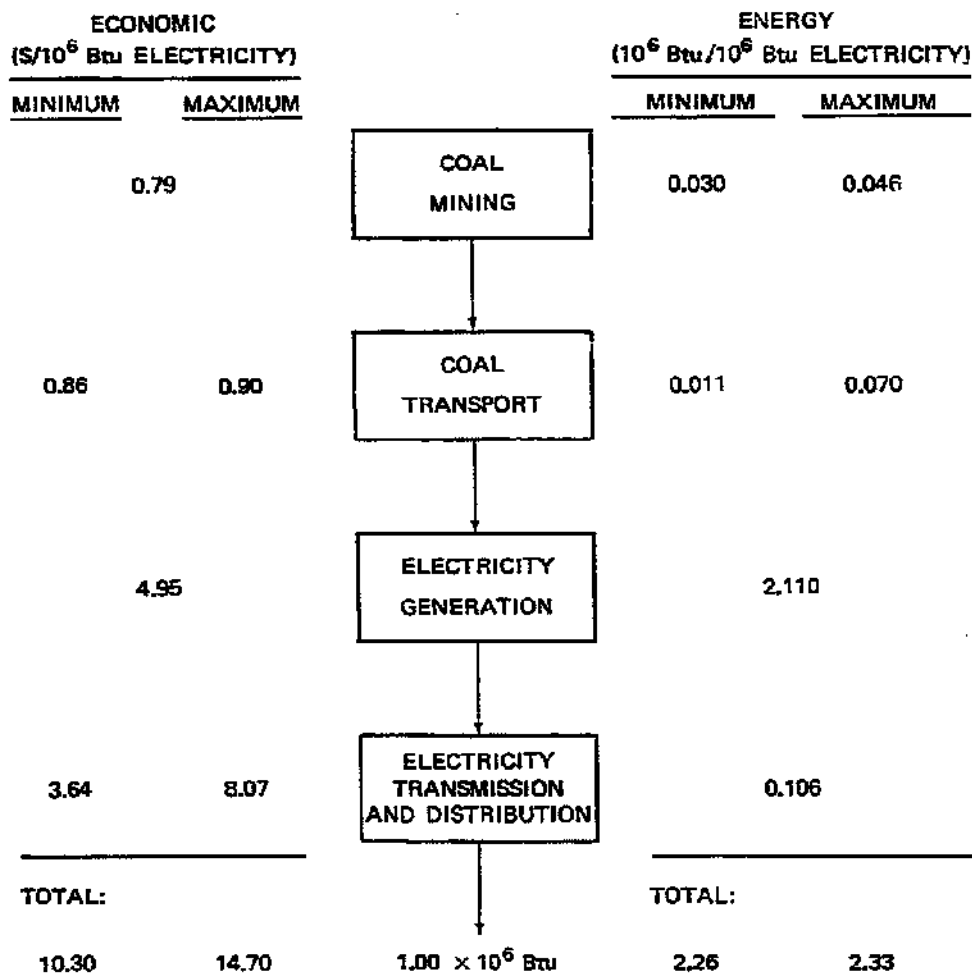 ECONOMIC
($/10⁶ Btu ELECTRICITY)
MINIMUM MAXIMUM
ENERGY
(10⁶ Btu/10⁶ Btu ELECTRICITY)
MINIMUM MAXIMUM
0.79
COAL
MINING
0.030 0.046
0.86 0.90
COAL
TRANSPORT
0.011 0.070
4.95
ELECTRICITY
GENERATION
2.110
3.64 8.07
ELECTRICITY
TRANSMISSION
AND DISTRIBUTION
0.106
TOTAL:
TOTAL:
10.30 14.70
1.00 × 10⁶ Btu
2.26 2.33